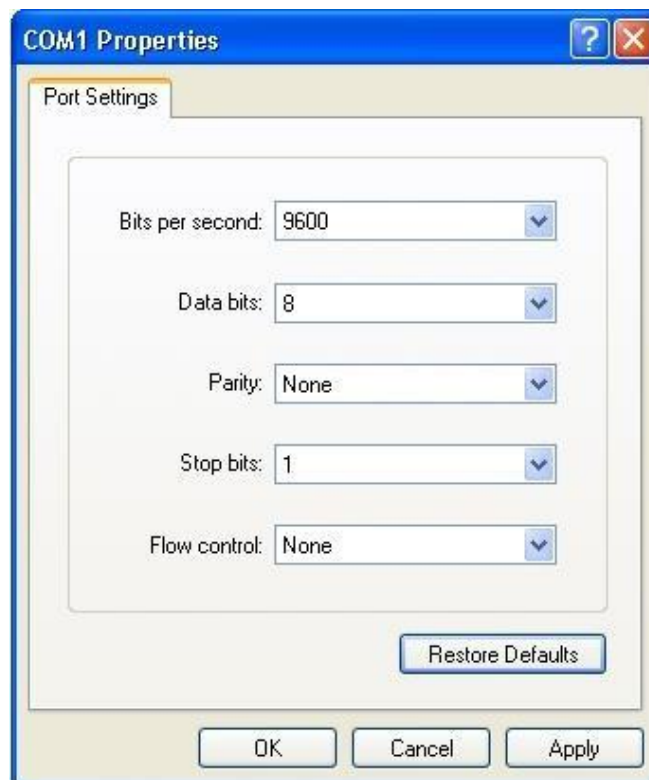 COM1 Properties
Port Settings
Bits per second: 9600
Data bits: 8
Parity: None
Stop bits: 1
Flow control: None
Restore Defaults
OK Cancel Apply